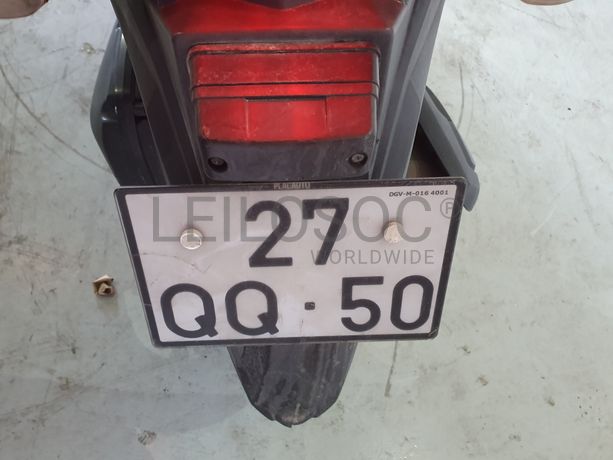 PLACAUTO
DGV-M-016 4001
LEILOSOC®
27
WORLDWIDE
QQ·50